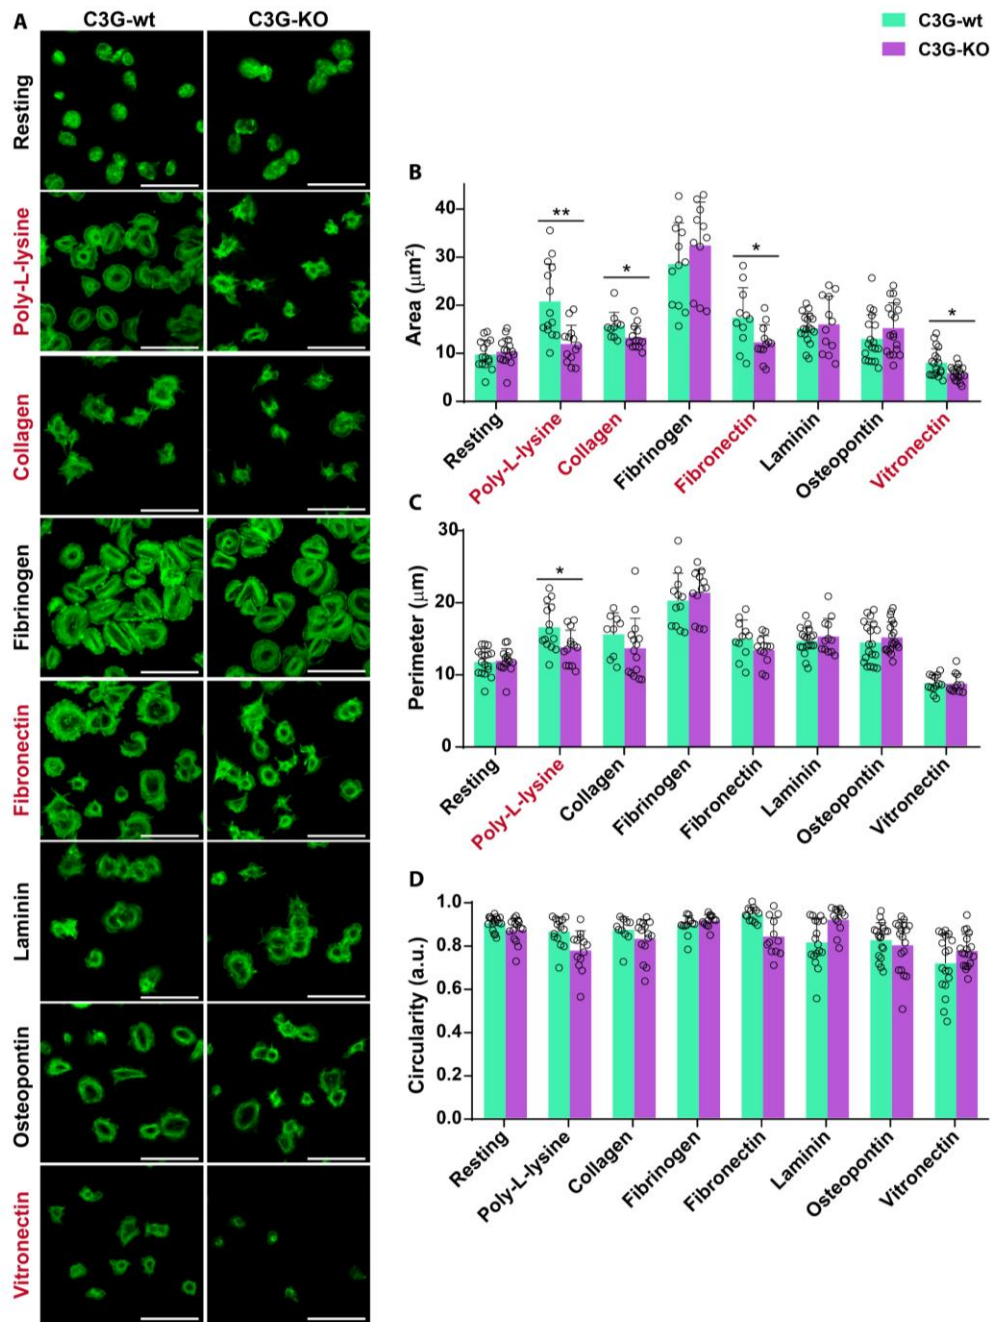 A
C3G-wt
C3G-KO
Resting
Poly-L-lysine
Collagen
Fibrinogen
Fibronectin
Laminin
Osteopontin
Vitronectin
C3G-wt
C3G-KO
B
Area (μm²)
40
30
20
10
0
**
*
*
*
Resting
Poly-L-lysine
Collagen
Fibrinogen
Fibronectin
Laminin
Osteopontin
Vitronectin
C
Perimeter (μm)
30
20
10
0
*
Resting
Poly-L-lysine
Collagen
Fibrinogen
Fibronectin
Laminin
Osteopontin
Vitronectin
D
Circularity (a.u.)
1.0
0.8
0.6
0.4
0.2
0.0
Resting
Poly-L-lysine
Collagen
Fibrinogen
Fibronectin
Laminin
Osteopontin
Vitronectin